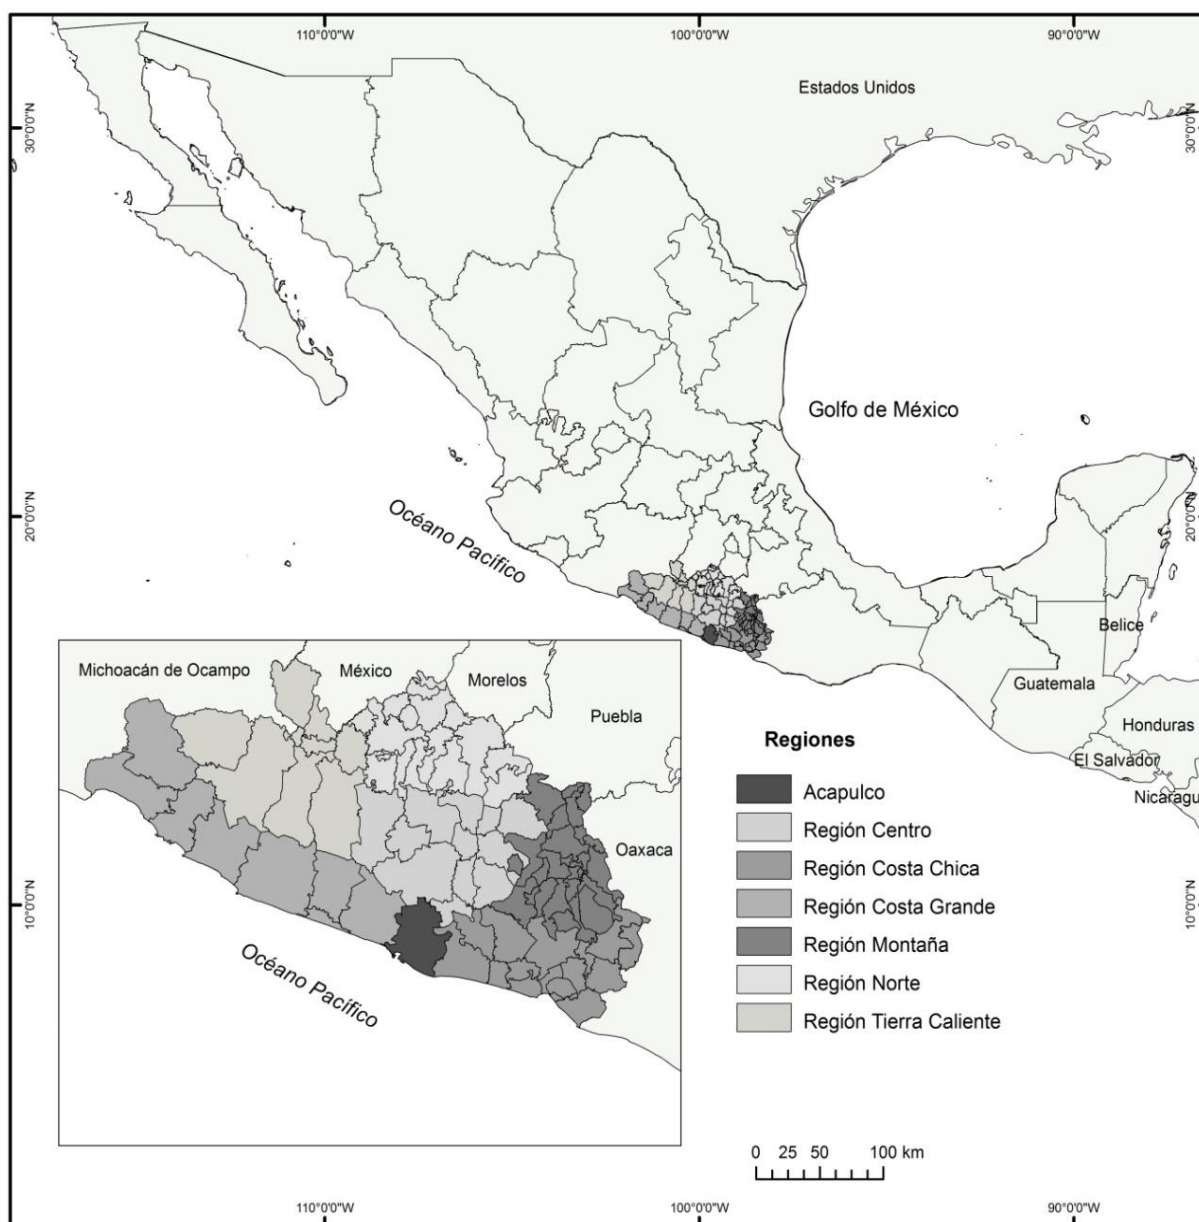 110°0'0"W
100°0'0"W
90°0'0"W
30°0'0"N
30°0'0"N
Estados Unidos
Golfo de México
20°0'0"N
20°0'0"N
Océano Pacífico
Belice
Guatemala
Honduras
El Salvador
Nicaragu
Michoacán de Ocampo
México
Morelos
Puebla
Oaxaca
Océano Pacífico
Regiones
Acapulco
Región Centro
Región Costa Chica
Región Costa Grande
Región Montaña
Región Norte
Región Tierra Caliente
10°0'0"N
10°0'0"N
0 25 50 100 km
110°0'0"W
100°0'0"W
90°0'0"W